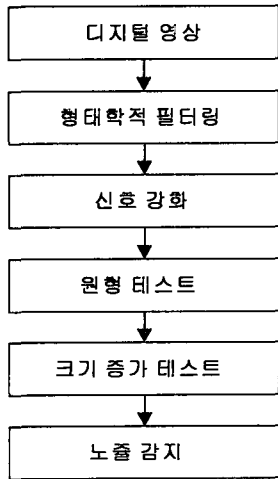 디지털 영상
형태학적 필터링
신호 강화
원형 테스트
크기 증가 테스트
노쥴 감지